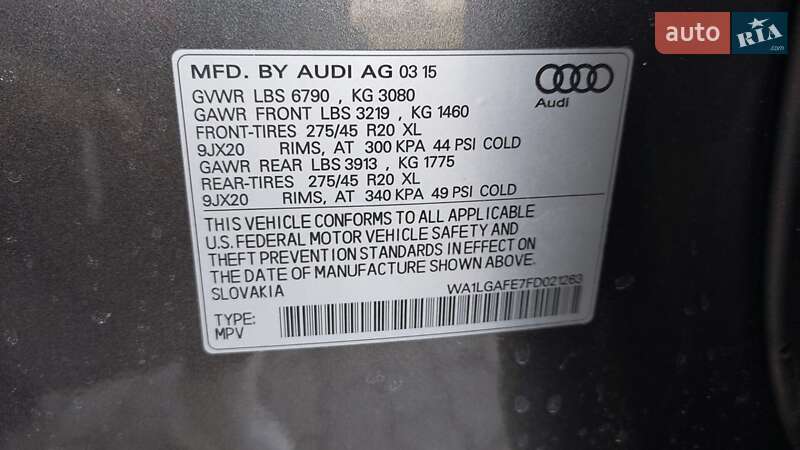 auto RIA.com
MFD. BY AUDI AG 03 15
GVWR LBS 6790 , KG 3080
GAWR FRONT LBS 3219 , KG 1460
FRONT-TIRES 275/45 R20 XL
9JX20 RIMS, AT 300 KPA 44 PSI COLD
GAWR REAR LBS 3913 , KG 1775
REAR-TIRES 275/45 R20 XL
9JX20 RIMS, AT 340 KPA 49 PSI COLD
Audi
THIS VEHICLE CONFORMS TO ALL APPLICABLE
U.S. FEDERAL MOTOR VEHICLE SAFETY AND
THEFT PREVENTION STANDARDS IN EFFECT ON
THE DATE OF MANUFACTURE SHOWN ABOVE.
SLOVAKIA WA1LGAFE7FD021263
TYPE:
MPV